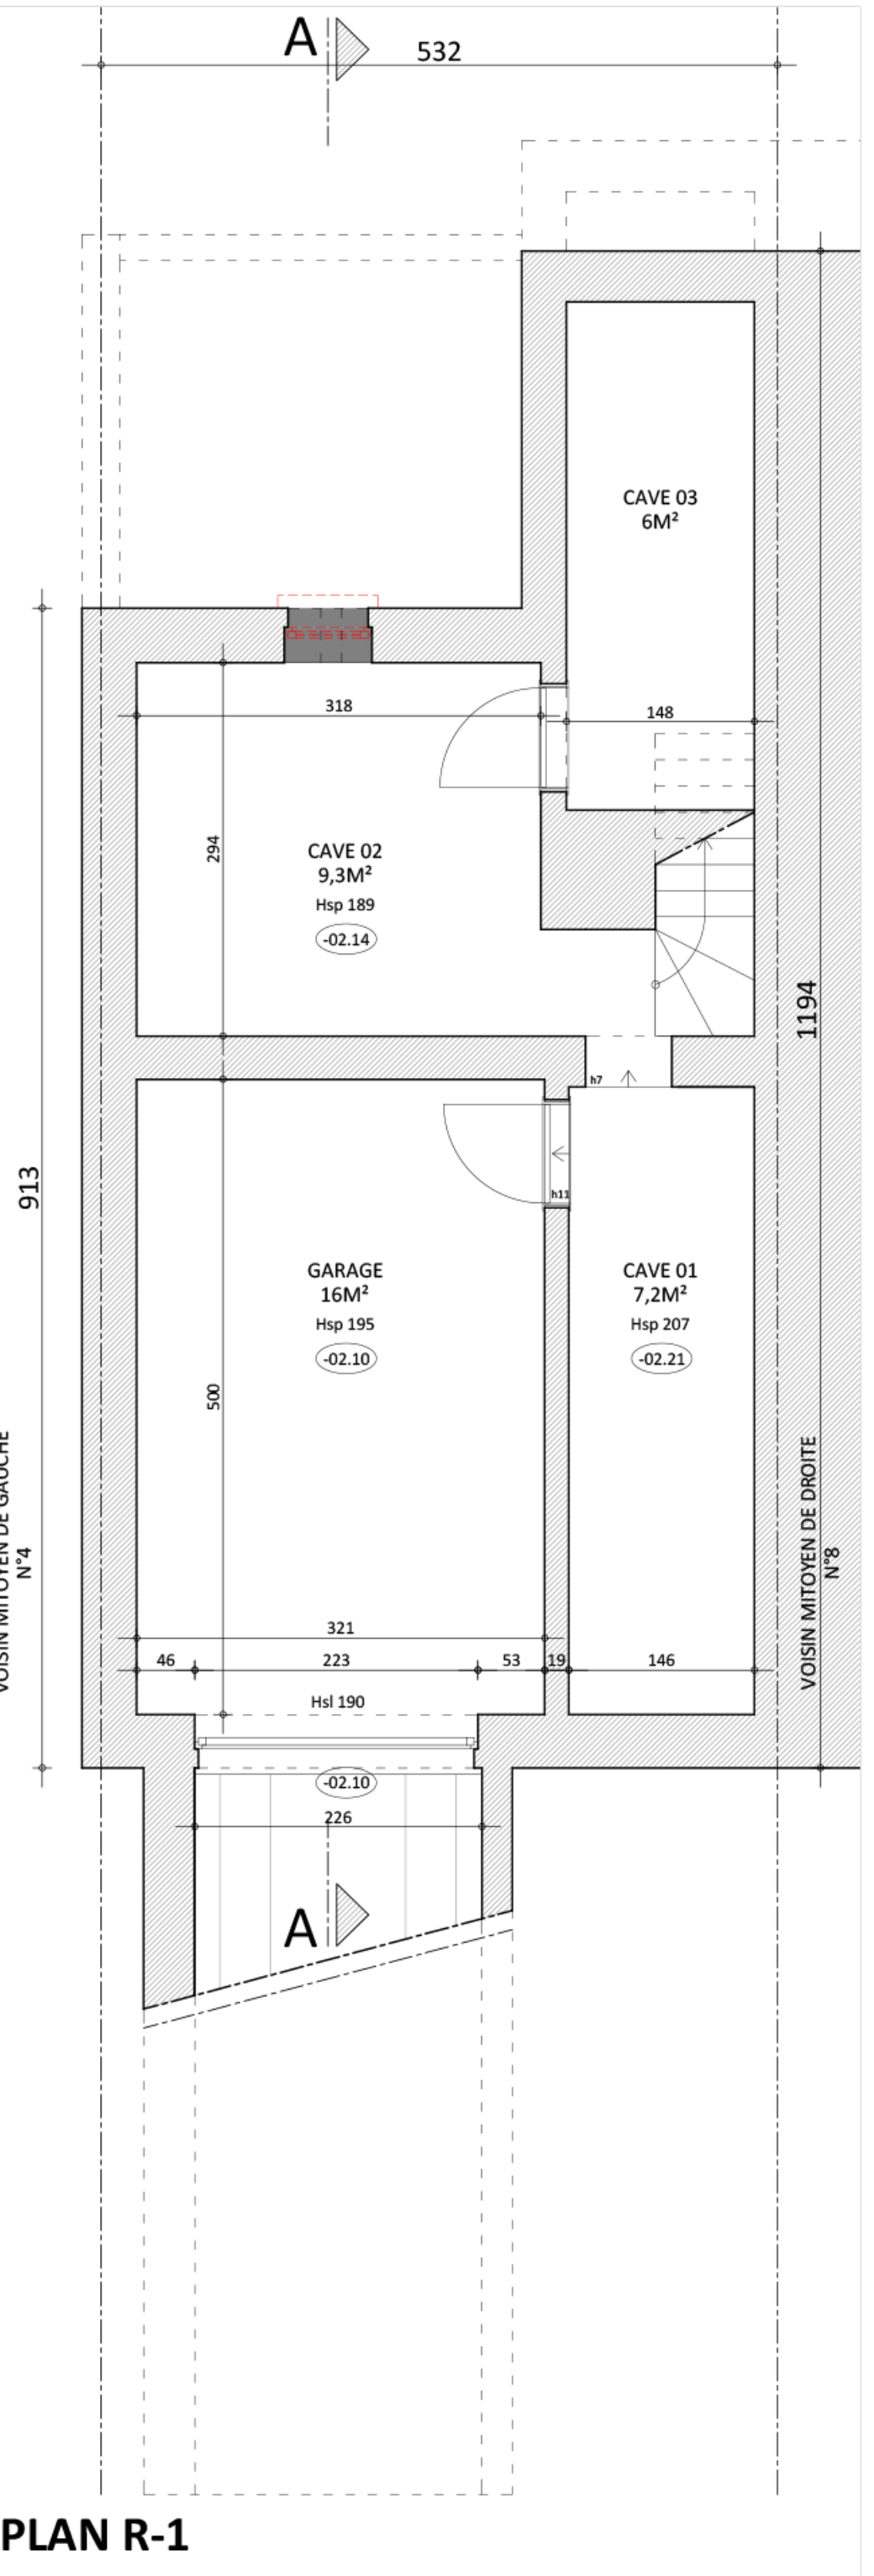 A
532
CAVE 03
6M²
318
148
294
CAVE 02
9,3M²
Hsp 189
-02.14
1194
h7
h11
913
GARAGE
16M²
Hsp 195
-02.10
CAVE 01
7,2M²
Hsp 207
-02.21
500
VOISIN MITOYEN DE GAUCHE
N°4
VOISIN MITOYEN DE DROITE
N°8
321
46
223
53
19
146
Hsl 190
-02.10
226
A
PLAN R-1